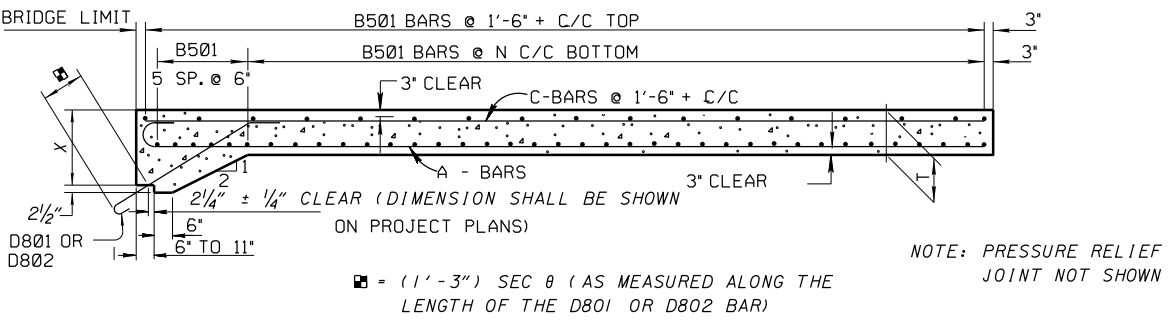 BRIDGE LIMIT
B501 BARS @ 1'-6" + C/C TOP
3"
B501
B501 BARS @ N C/C BOTTOM
3"
5 SP. @ 6"
3" CLEAR
C-BARS @ 1'-6" + C/C
X
1
2
A - BARS
3" CLEAR
T
2¼" ± ¼" CLEAR (DIMENSION SHALL BE SHOWN
ON PROJECT PLANS)
2½"
6"
D801 OR
D802
6" TO 11"
NOTE: PRESSURE RELIEF
JOINT NOT SHOWN
= (1'-3") SEC θ (AS MEASURED ALONG THE
LENGTH OF THE D801 OR D802 BAR)